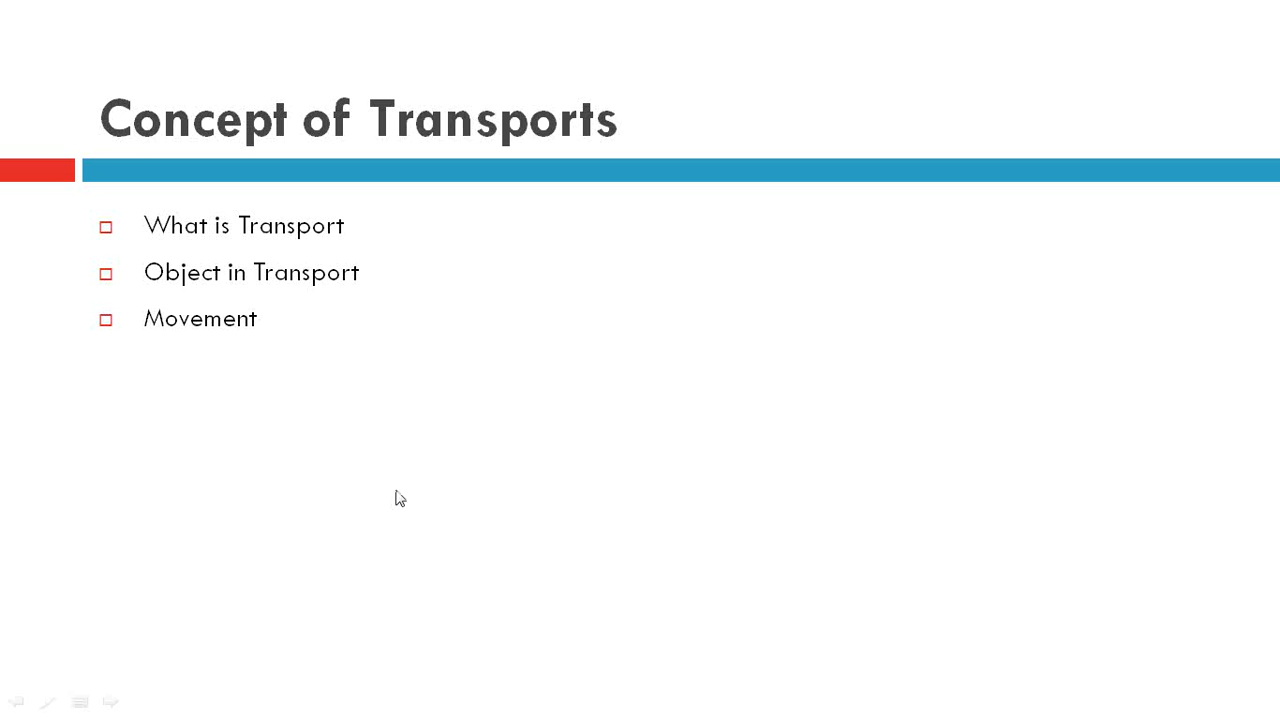 Concept of Transports
What is Transport
Object in Transport
Movement